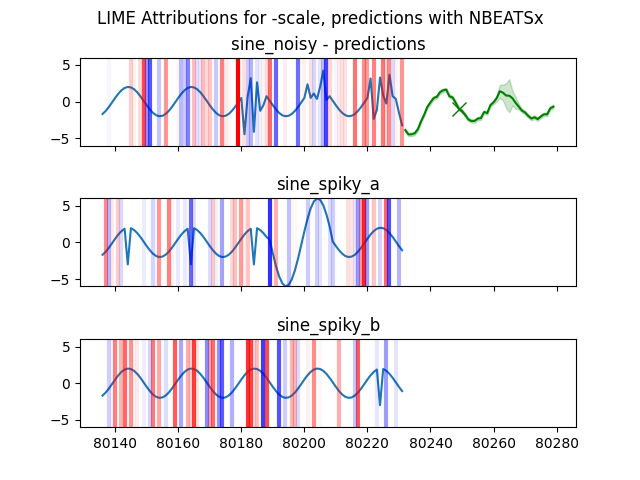 LIME Attributions for -scale, predictions with NBEATSx
sine_noisy - predictions
5
0
−5
sine_spiky_a
5
0
−5
sine_spiky_b
5
0
−5
80140 80160 80180 80200 80220 80240 80260 80280